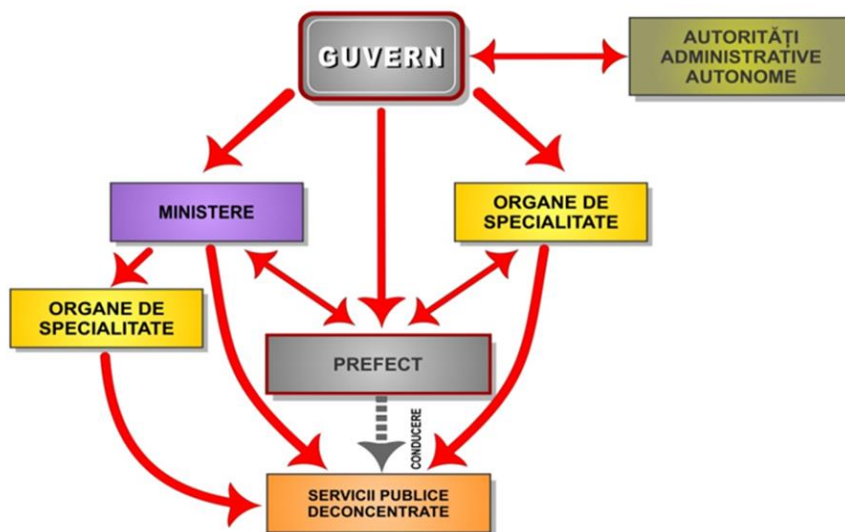 GUVERN
AUTORITĂȚI
ADMINISTRATIVE
AUTONOME
MINISTERE
ORGANE DE
SPECIALITATE
ORGANE DE
SPECIALITATE
PREFECT
CONDUCERE
SERVICII PUBLICE
DECONCENTRATE